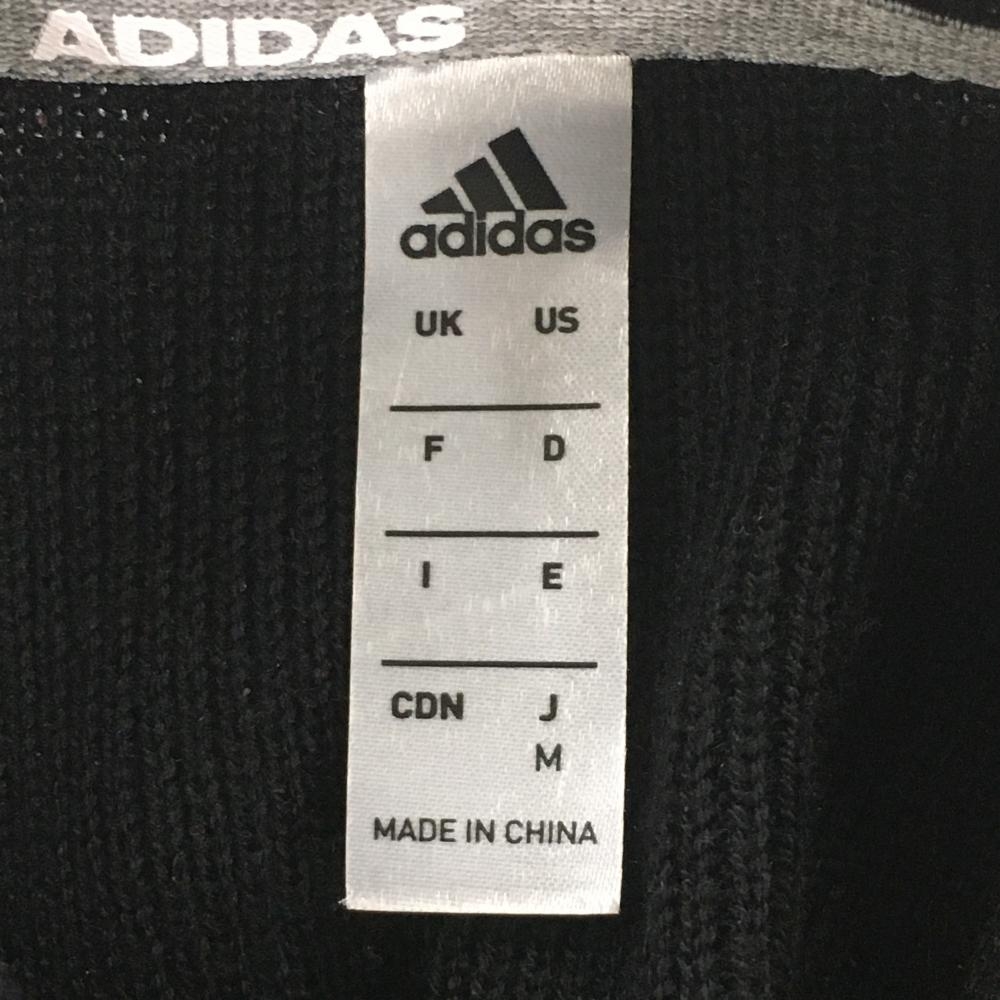 ADIDAS
adidas
UK US
F D
I E
CDN J
M
MADE IN CHINA